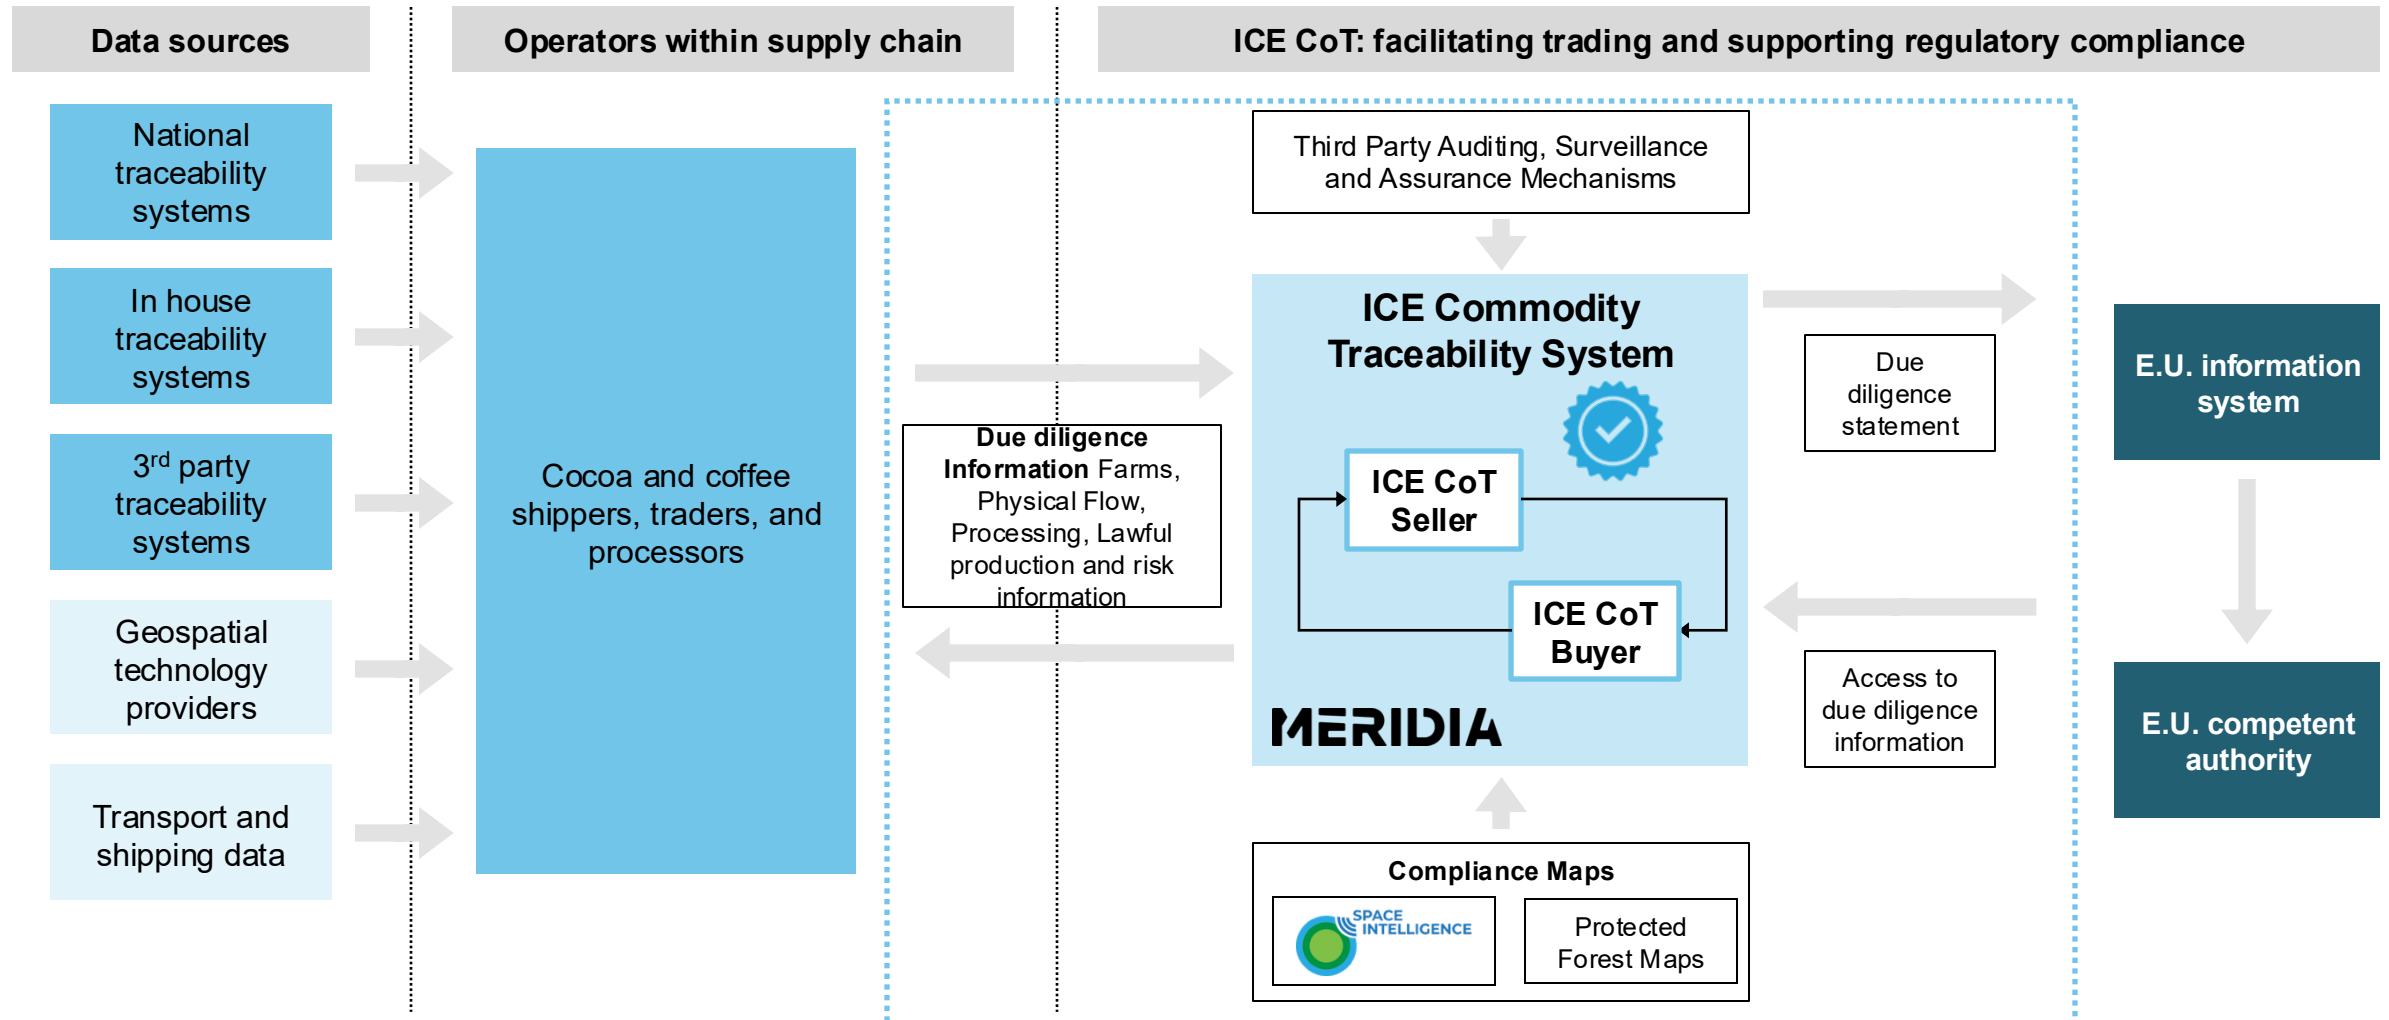 Data sources
Operators within supply chain
ICE CoT: facilitating trading and supporting regulatory compliance
National
traceability
systems
In house
traceability
systems
3rd party
traceability
systems
Geospatial
technology
providers
Transport and
shipping data
Cocoa and coffee
shippers, traders, and
processors
Due diligence
Information Farms,
Physical Flow,
Processing, Lawful
production and risk
information
Third Party Auditing, Surveillance
and Assurance Mechanisms
ICE Commodity
Traceability System
ICE CoT
Seller
ICE CoT
Buyer
MERIDIA
Compliance Maps
SPACE
INTELLIGENCE
Protected
Forest Maps
Due
diligence
statement
Access to
due diligence
information
E.U. information
system
E.U. competent
authority